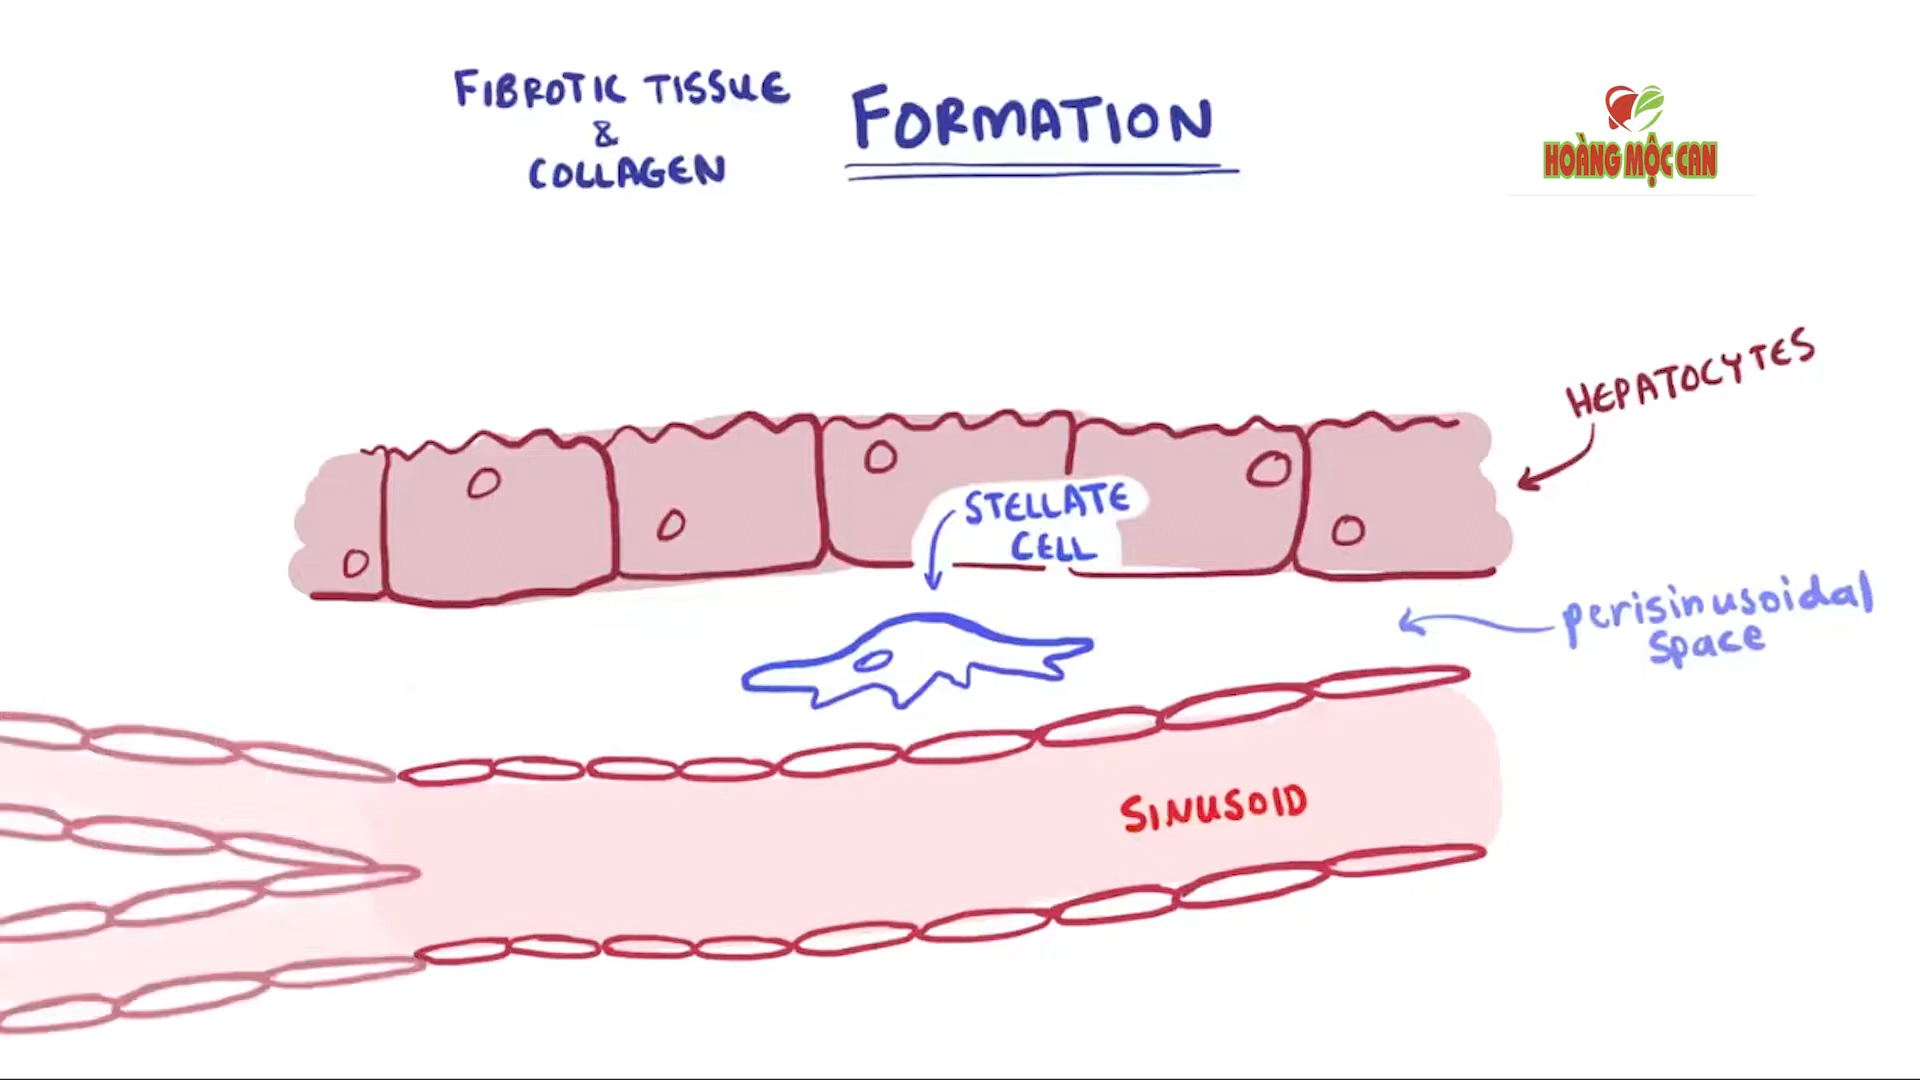 FIBROTIC TISSUE
&
COLLAGEN
FORMATION
HOÀNG MỘC CAN
HEPATOCYTES
STELLATE
CELL
perisinusoidal
space
SINUSOID